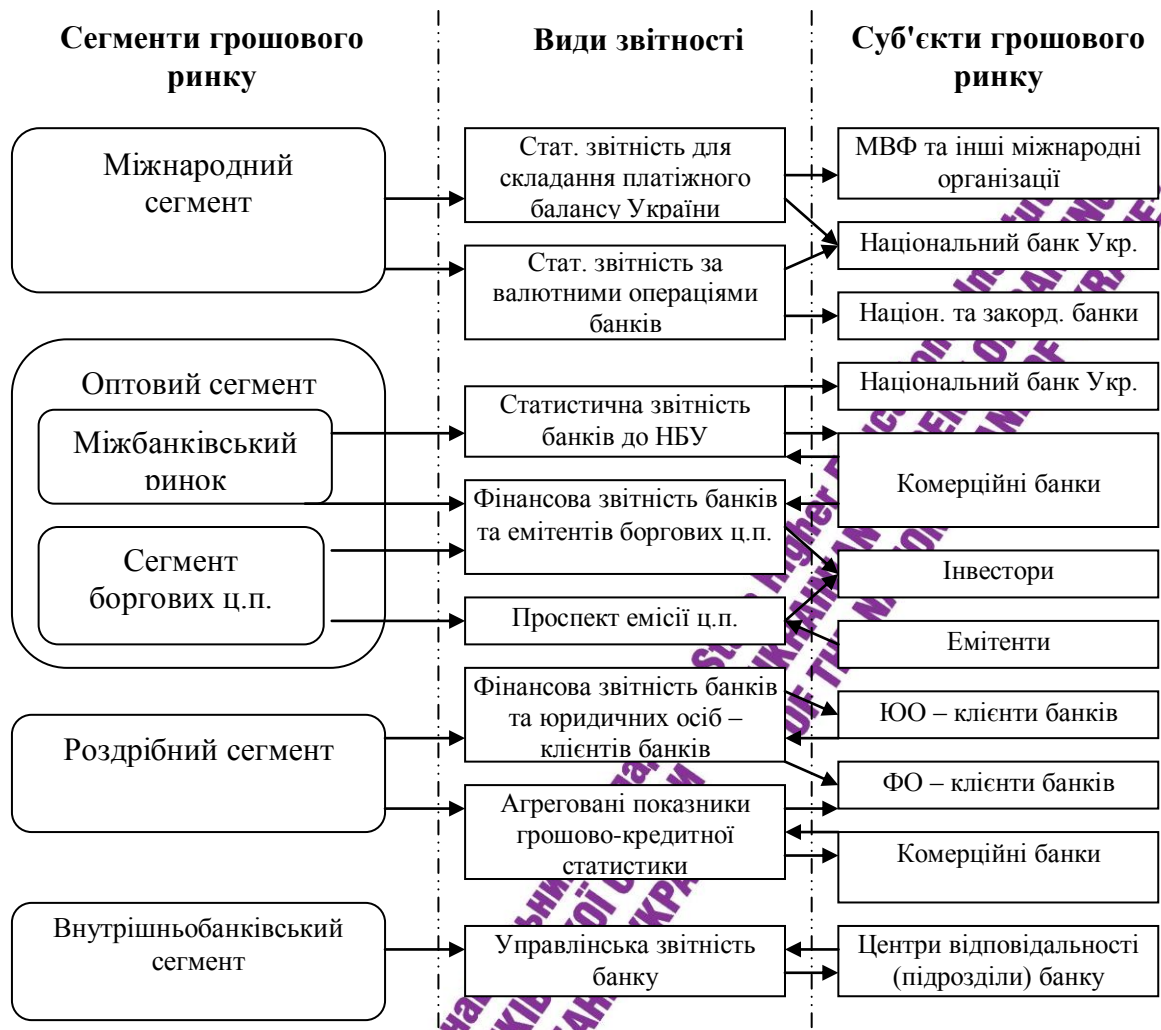 Сегменти грошового
ринку
Види звітності
Суб'єкти грошового
ринку
Міжнародний
сегмент
Стат. звітність для
складання платіжного
балансу України
Стат. звітність за
валютними операціями
банків
МВФ та інші міжнародні
організації
Національний банк Укр.
Націон. та закорд. банки
Оптовий сегмент
Міжбанківський
ринок
Сегмент
боргових ц.п.
Статистична звітність
банків до НБУ
Фінансова звітність банків
та емітентів боргових ц.п.
Проспект емісії ц.п.
Національний банк Укр.
Комерційні банки
Інвестори
Емітенти
Роздрібний сегмент
Фінансова звітність банків
та юридичних осіб –
клієнтів банків
Агреговані показники
грошово-кредитної
статистики
ЮО – клієнти банків
ФО – клієнти банків
Комерційні банки
Внутрішньобанківський
сегмент
Управлінська звітність
банку
Центри відповідальності
(підрозділи) банку